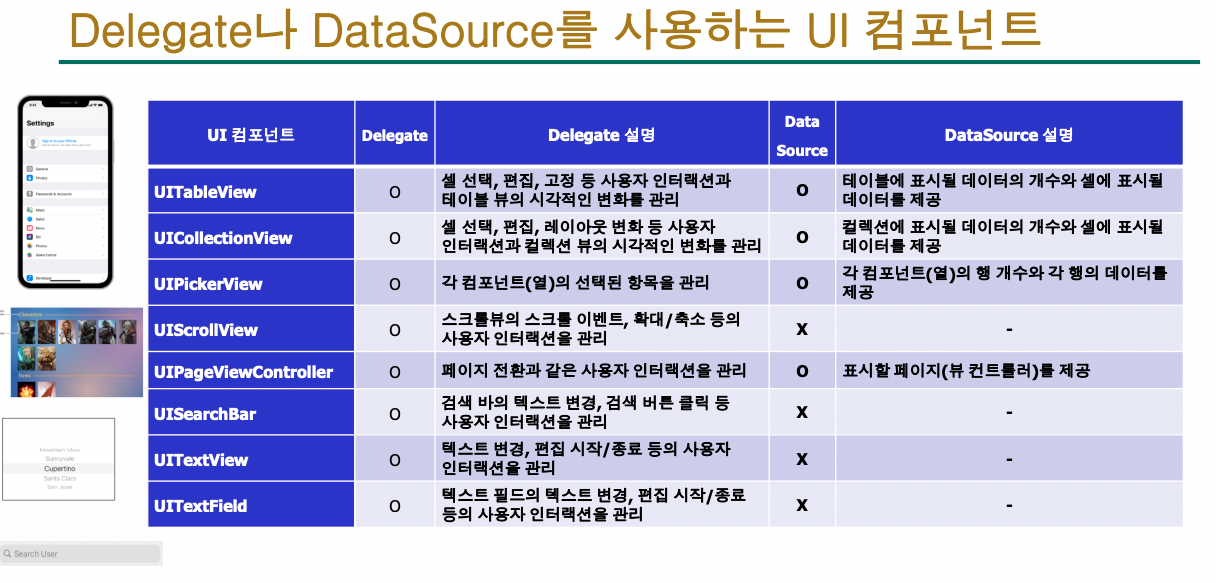 Delegate나 DataSource를 사용하는 UI 컴포넌트
UI 컴포넌트
Delegate
Delegate 설명
Data
Source
DataSource 설명
UITableView
O
셀 선택, 편집, 고정 등 사용자 인터랙션과
테이블 뷰의 시각적인 변화를 관리
O
테이블에 표시될 데이터의 개수와 셀에 표시될
데이터를 제공
UICollectionView
O
셀 선택, 편집, 레이아웃 변화 등 사용자
인터랙션과 컬렉션 뷰의 시각적인 변화를 관리
O
컬렉션에 표시될 데이터의 개수와 셀에 표시될
데이터를 제공
UIPickerView
O
각 컴포넌트(열)의 선택된 항목을 관리
O
각 컴포넌트(열)의 행 개수와 각 행의 데이터를
제공
UIScrollView
O
스크롤뷰의 스크롤 이벤트, 확대/축소 등의
사용자 인터랙션을 관리
X
-
UIPageViewController
O
페이지 전환과 같은 사용자 인터랙션을 관리
O
표시할 페이지(뷰 컨트롤러)를 제공
UISearchBar
O
검색 바의 텍스트 변경, 검색 버튼 클릭 등
사용자 인터랙션을 관리
X
-
UITextView
O
텍스트 변경, 편집 시작/종료 등의 사용자
인터랙션을 관리
X
-
UITextField
O
텍스트 필드의 텍스트 변경, 편집 시작/종료
등의 사용자 인터랙션을 관리
X
-
Settings
Sign in to your iPhone
General
Privacy
Passwords & Accounts
Maps
Safari
News
Photos
Game Center
Developer
Characters
Mountain View
Sunnyvale
Cupertino
Santa Clara
San Jose
Search User